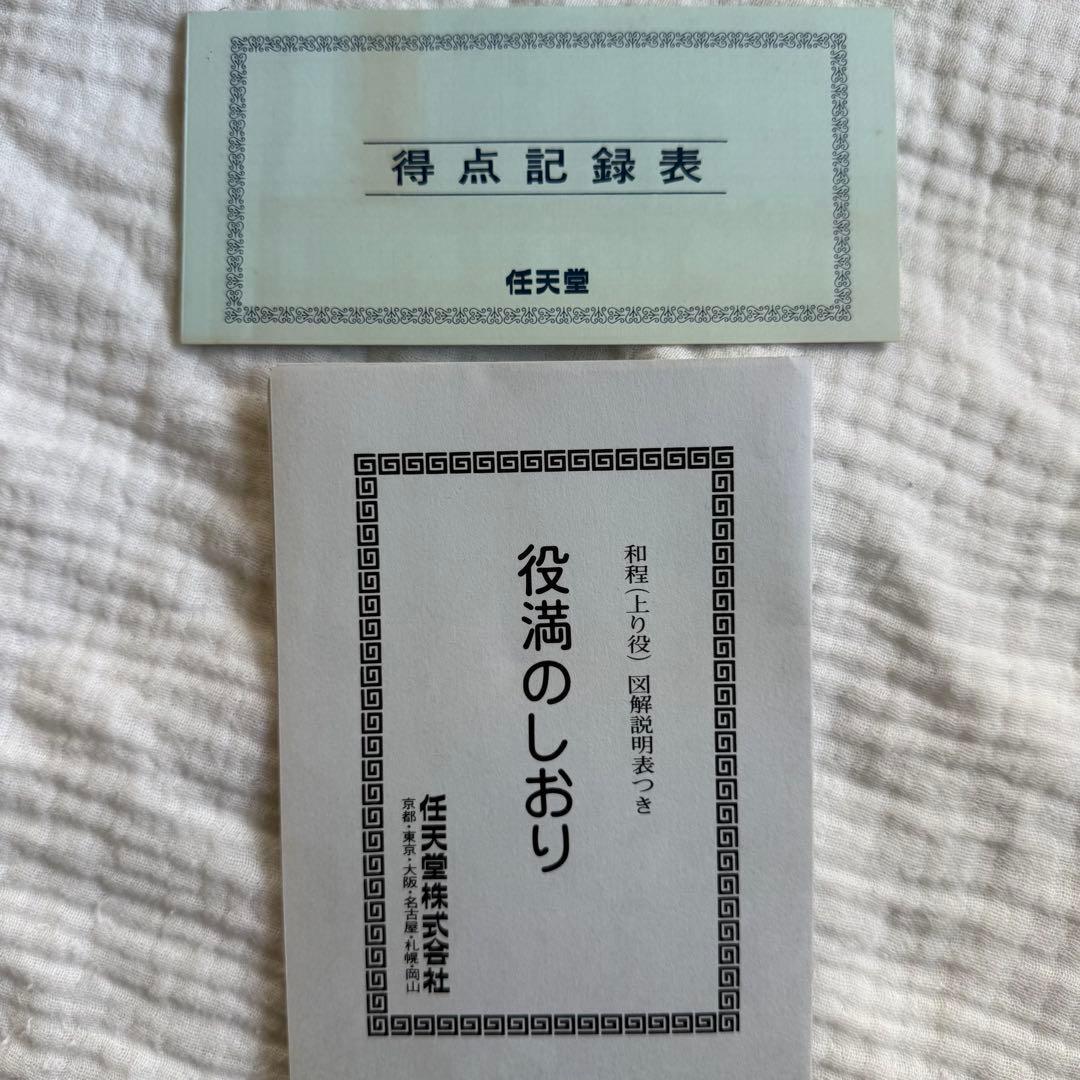 得点記録表
任天堂
和程(上り役)図解説明表つき
役満のしおり
任天堂株式会社
京都・東京・大阪・名古屋・札幌・岡山